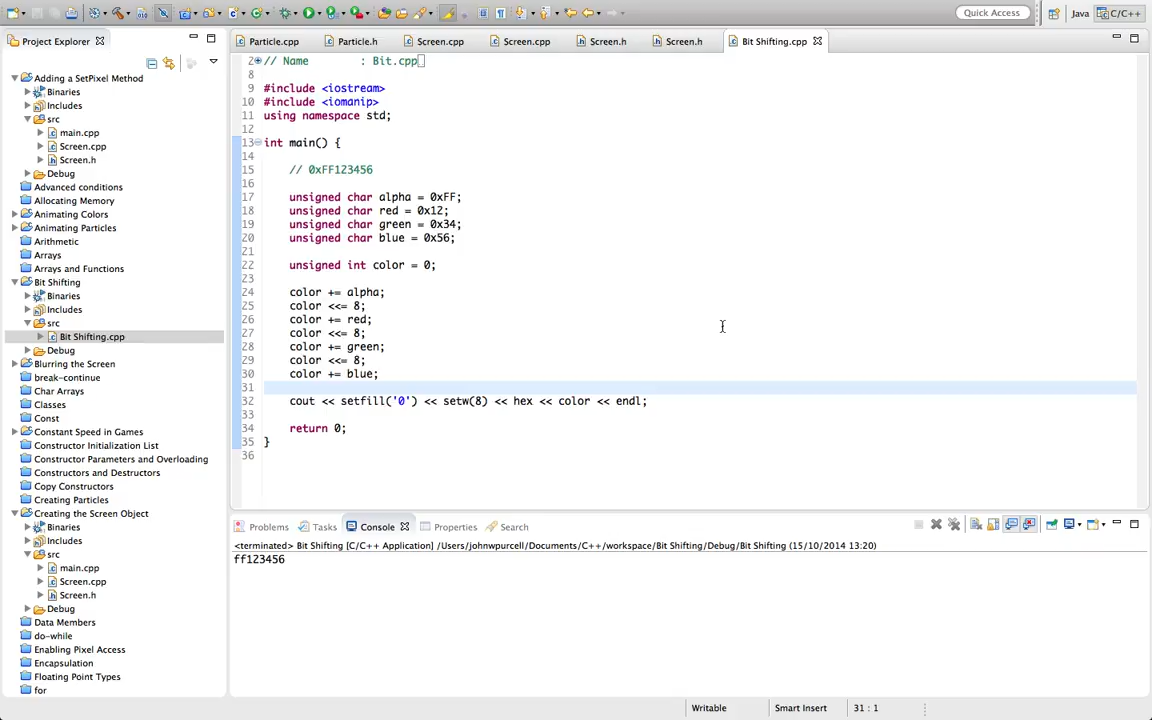 Quick Access
Java
C/C++
Project Explorer
Particle.cpp
Particle.h
Screen.cpp
Screen.cpp
Screen.h
Screen.h
Bit Shifting.cpp
Adding a SetPixel Method
Binaries
Includes
src
main.cpp
Screen.cpp
Screen.h
Debug
Advanced conditions
Allocating Memory
Animating Colors
Animating Particles
Arithmetic
Arrays
Arrays and Functions
Bit Shifting
Binaries
Includes
src
Bit Shifting.cpp
Debug
Blurring the Screen
break-continue
Char Arrays
Classes
Const
Constant Speed in Games
Constructor Initialization List
Constructor Parameters and Overloading
Constructors and Destructors
Copy Constructors
Creating Particles
Creating the Screen Object
Binaries
Includes
src
main.cpp
Screen.cpp
Screen.h
Debug
Data Members
do-while
Enabling Pixel Access
Encapsulation
Floating Point Types
for
2 // Name : Bit.cpp
8
9 #include <iostream>
10 #include <iomanip>
11 using namespace std;
12
13 int main() {
14
15 // 0xFF123456
16
17 unsigned char alpha = 0xFF;
18 unsigned char red = 0x12;
19 unsigned char green = 0x34;
20 unsigned char blue = 0x56;
21
22 unsigned int color = 0;
23
24 color += alpha;
25 color <<= 8;
26 color += red;
27 color <<= 8;
28 color += green;
29 color <<= 8;
30 color += blue;
31
32 cout << setfill('0') << setw(8) << hex << color << endl;
33
34 return 0;
35 }
36
Problems
Tasks
Console
Properties
Search
<terminated> Bit Shifting [C/C++ Application] /Users/johnwpurcell/Documents/C++/workspace/Bit Shifting/Debug/Bit Shifting (15/10/2014 13:20)
ff123456
Writable
Smart Insert
31 : 1